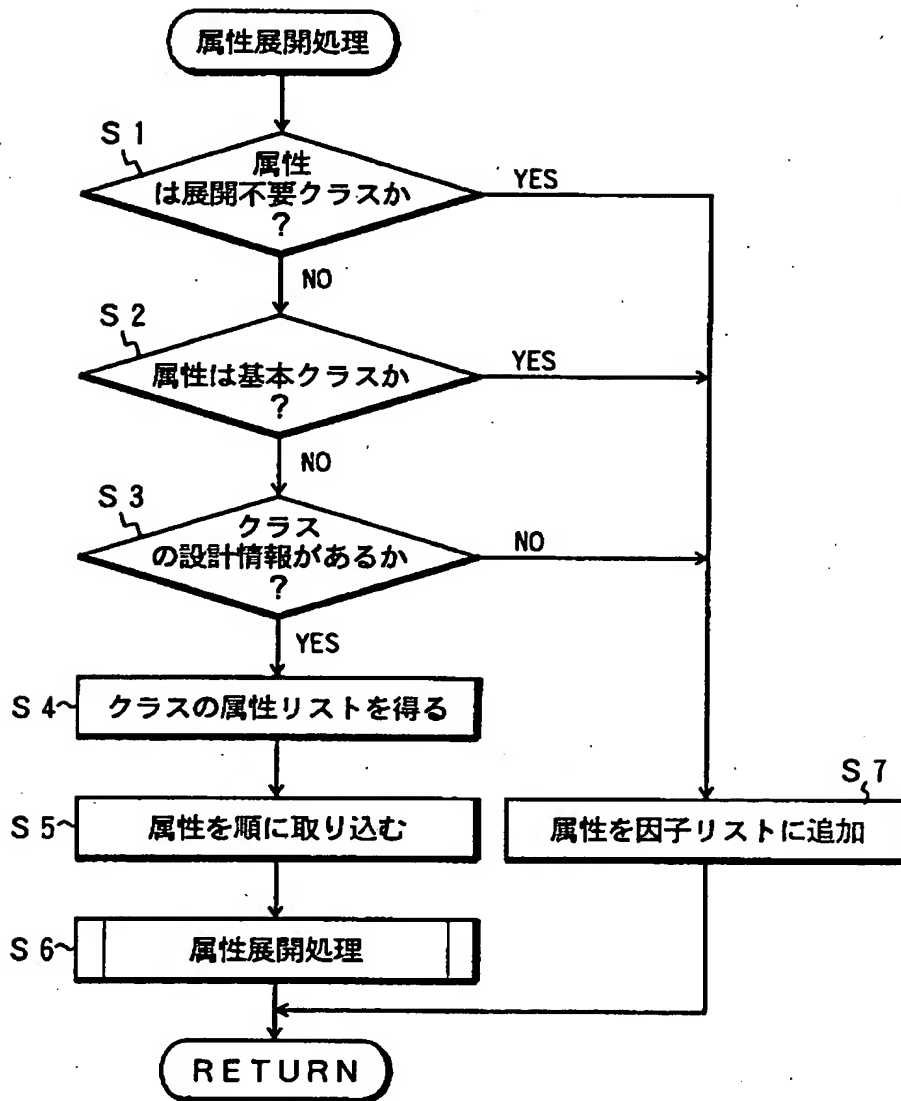 属性展開処理
S1
属性
は展開不要クラスか
?
YES
NO
S2
属性は基本クラスか
?
YES
NO
S3
クラス
の設計情報があるか
?
NO
YES
S4
クラスの属性リストを得る
S5
属性を順に取り込む
S7
属性を因子リストに追加
S6
属性展開処理
RETURN